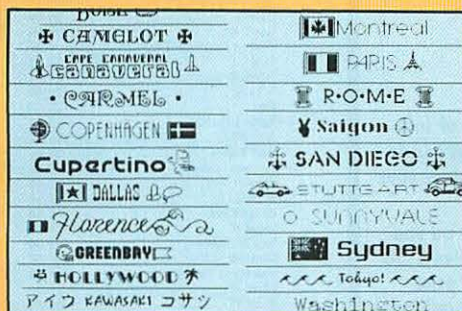 BOISE
CAMELOT
CAPE CANAVERAL
canaveral
• CARMEL •
COPENHAGEN
Cupertino
DALLAS
Florence
GREENBAY
HOLLYWOOD
アイウ KAWASAKI コサシ
Montreal
PARIS
R•O•M•E
Saigon
SAN DIEGO
STUTTGART
SUNNYVALE
Sydney
Tokyo!
Washington